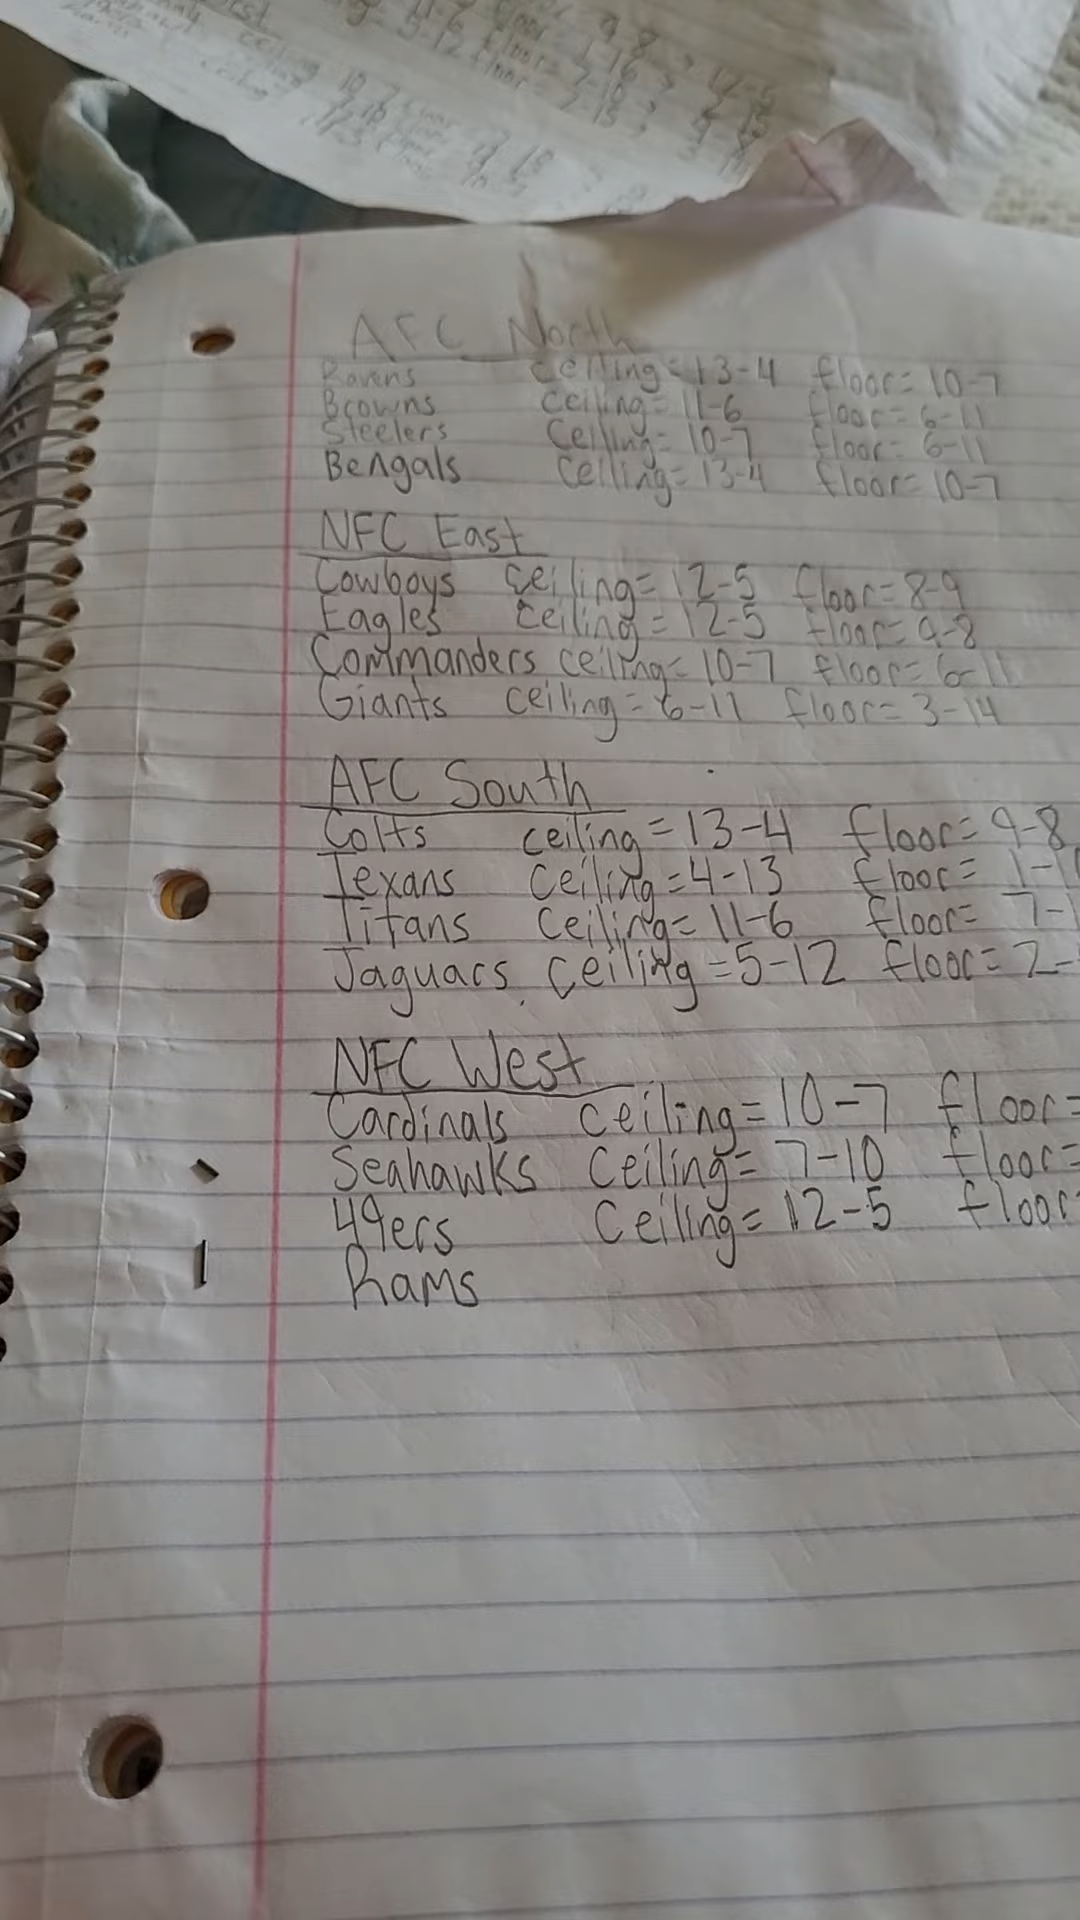 AFC North
Ravens ceiling=13-4 floor=10-7
Browns ceiling=11-6 floor=6-11
Steelers ceiling=10-7 floor=6-11
Bengals ceiling=13-4 floor=10-7
NFC East
Cowboys ceiling=12-5 floor=8-9
Eagles ceiling=12-5 floor=9-8
Commanders ceiling=10-7 floor=6-11
Giants ceiling=6-11 floor=3-14
AFC South
Colts ceiling=13-4 floor=9-8
Texans ceiling=4-13 floor=1-1
Titans ceiling=11-6 floor=7-1
Jaguars ceiling=5-12 floor=2-
NFC West
Cardinals ceiling=10-7 floor=
Seahawks ceiling=7-10 floor=
49ers ceiling=12-5 floor
Rams